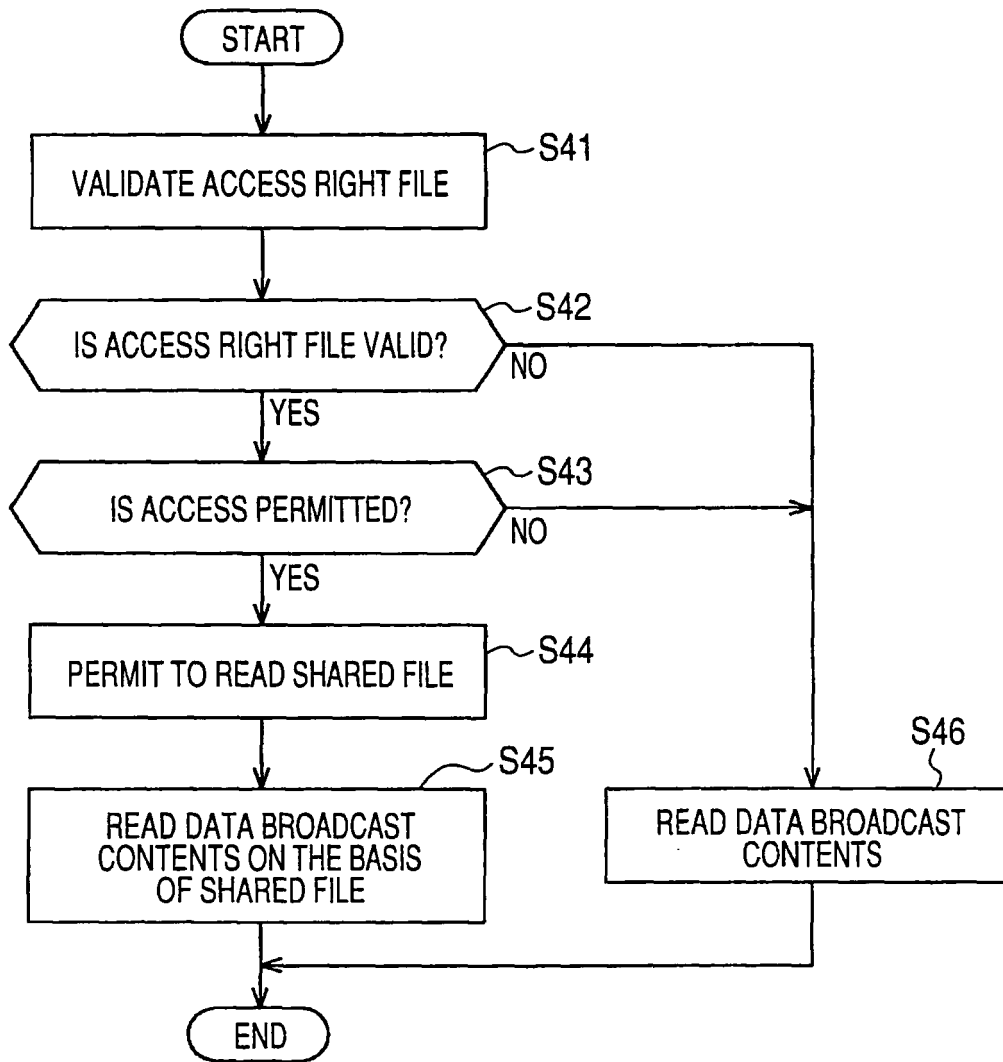 START
S41
VALIDATE ACCESS RIGHT FILE
S42
IS ACCESS RIGHT FILE VALID?
NO
YES
S43
IS ACCESS PERMITTED?
NO
YES
S44
PERMIT TO READ SHARED FILE
S45
READ DATA BROADCAST
CONTENTS ON THE BASIS
OF SHARED FILE
S46
READ DATA BROADCAST
CONTENTS
END